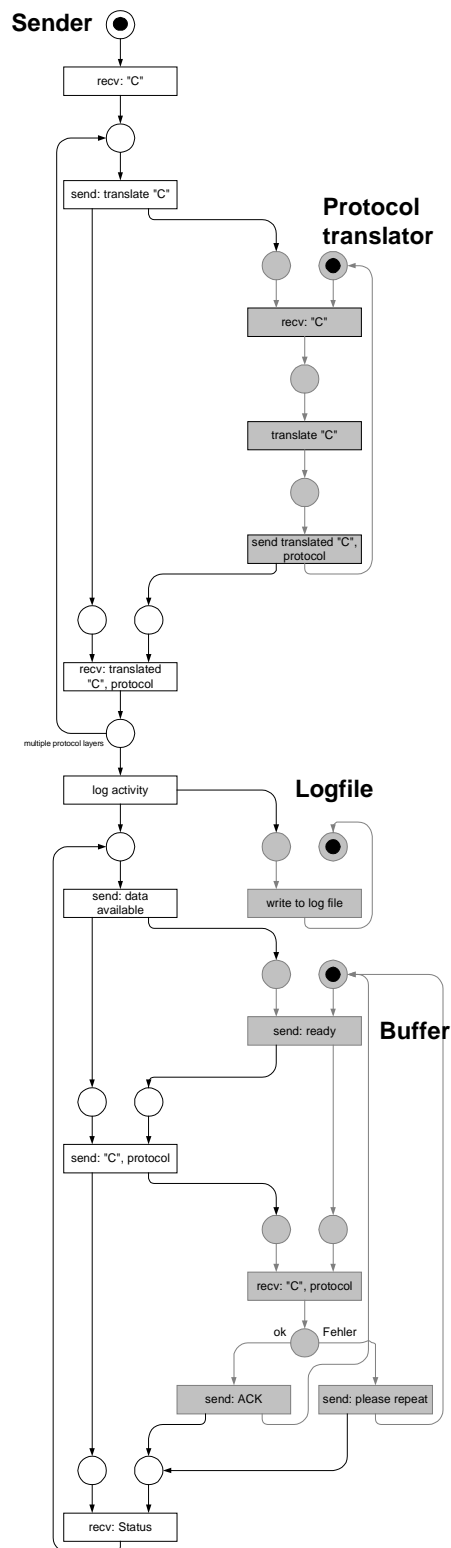 Sender
recv: "C"
send: translate "C"
Protocol
translator
recv: "C"
translate "C"
send translated "C",
protocol
recv: translated
"C", protocol
multiple protocol layers
log activity
Logfile
write to log file
send: data
available
send: ready
Buffer
send: "C", protocol
recv: "C", protocol
ok
Fehler
send: ACK
send: please repeat
recv: Status